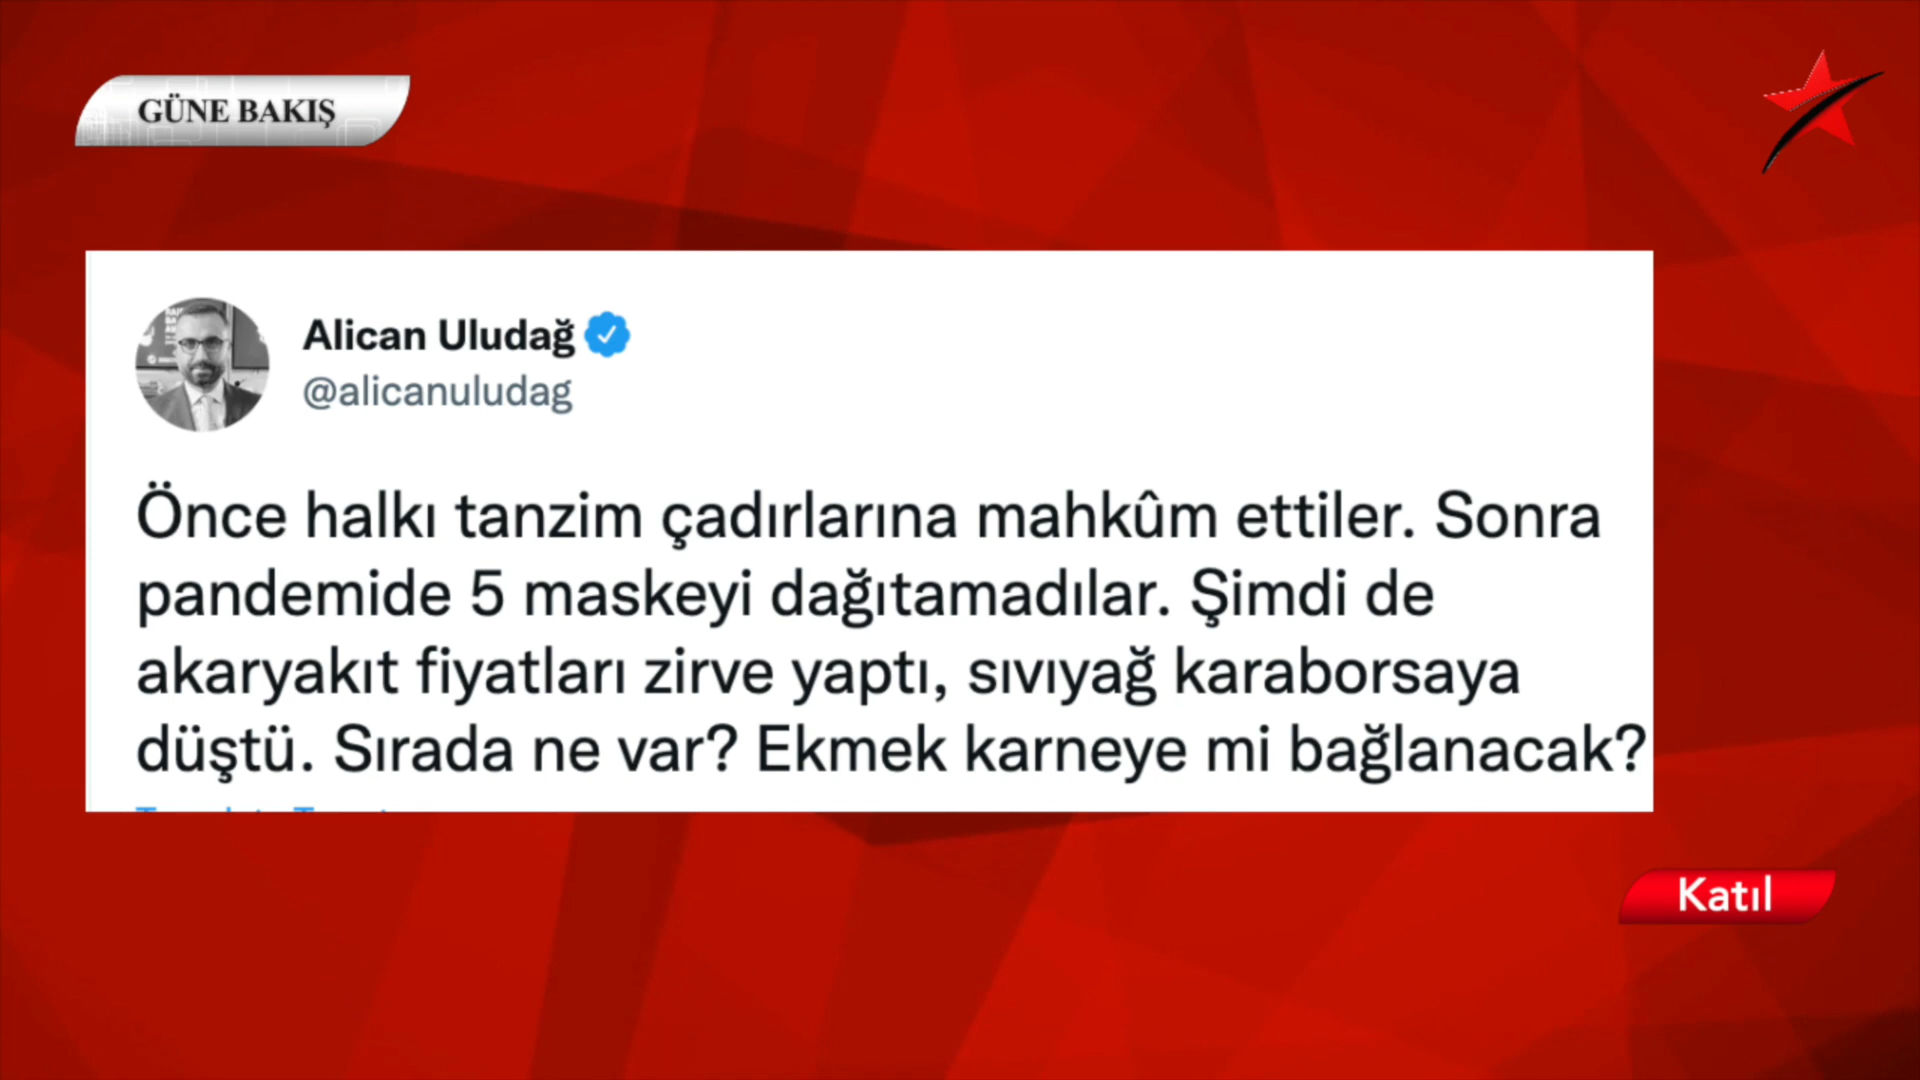 GÜNE BAKIŞ
Alican Uludağ
@alicanuludag
Önce halkı tanzim çadırlarına mahkûm ettiler. Sonra
pandemide 5 maskeyi dağıtamadılar. Şimdi de
akaryakıt fiyatları zirve yaptı, sıvıyağ karaborsaya
düştü. Sırada ne var? Ekmek karneye mi bağlanacak?
Katıl